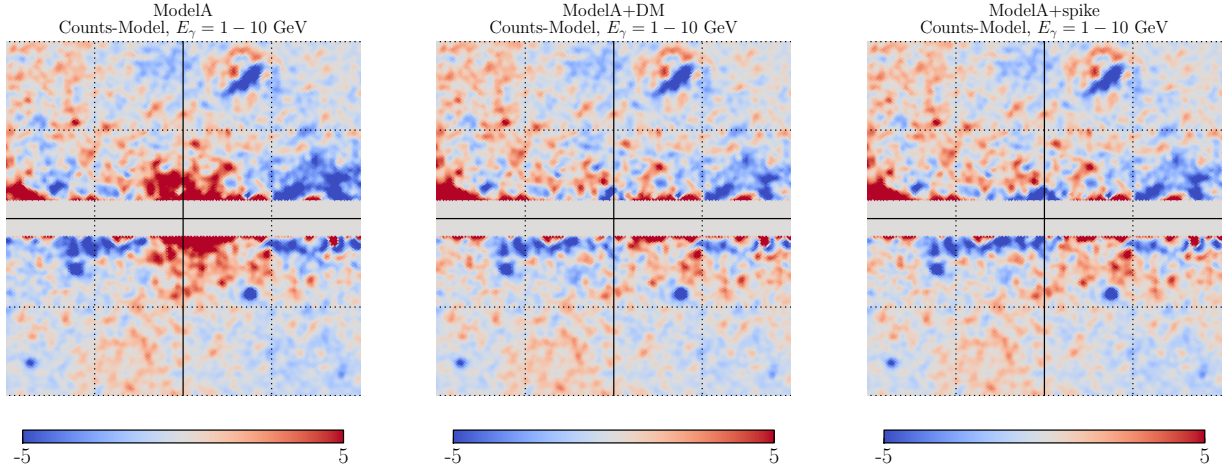 ModelA
Counts-Model, $E_\gamma = 1 - 10$ GeV
ModelA+DM
Counts-Model, $E_\gamma = 1 - 10$ GeV
ModelA+spike
Counts-Model, $E_\gamma = 1 - 10$ GeV
-5 5
-5 5
-5 5